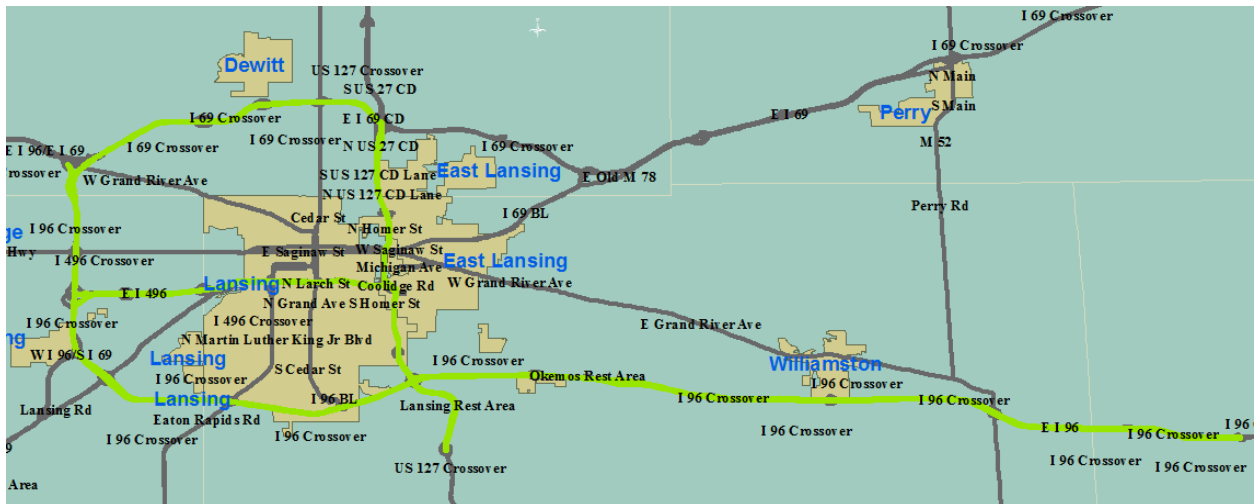 I 69 Crossover
I 69 Crossover
Dewitt
US 127 Crossover
N Main
S US 27 CD
S Main
Perry
I 69 Crossover
E I 69 CD
E I 69
I 69 Crossover
M 52
E I 96/E I 69
I 69 Crossover
N US 27 CD
I 69 Crossover
rossover
East Lansing
W Grand River Ave
S US 127 CD Lane
E Old M 78
N US 127 CD Lane
Perry Rd
Cedar St
I 69 BL
I 96 Crossover
N Homer St
ge
Hwy
E Saginaw St
W Saginaw St
I 496 Crossover
Michigan Ave
East Lansing
Lansing
N Larch St
Coolidge Rd
W Grand River Ave
E I 496
N Grand Ave
S Homer St
I 96 Crossover
I 496 Crossover
E Grand River Ave
ng
N Martin Luther King Jr Blvd
W I 96/S I 69
Lansing
Williamston
S Cedar St
I 96 Crossover
Okemos Rest Area
I 96 Crossover
Lansing
I 96 BL
Lansing Rd
Lansing Rest Area
I 96 Crossover
I 96 Crossover
Eaton Rapids Rd
I 96 C
E I 96
I 96 Crossover
I 96 Crossover
I 96 Crossover
I 96 Crossover
9
I 96 Crossover
I 96 Crossover
US 127 Crossover
Area